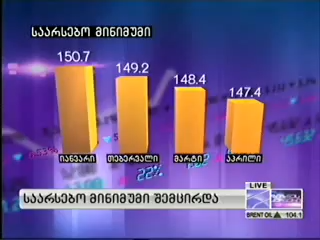 საარსებო მინიმუმი
150.7
149.2
148.4
147.4
იანვარი
თებერვალი
მარტი
აპრილი
22%
საარსებო მინიმუმი შემცირდა
LIVE
BRENT OIL ▲ 104.1